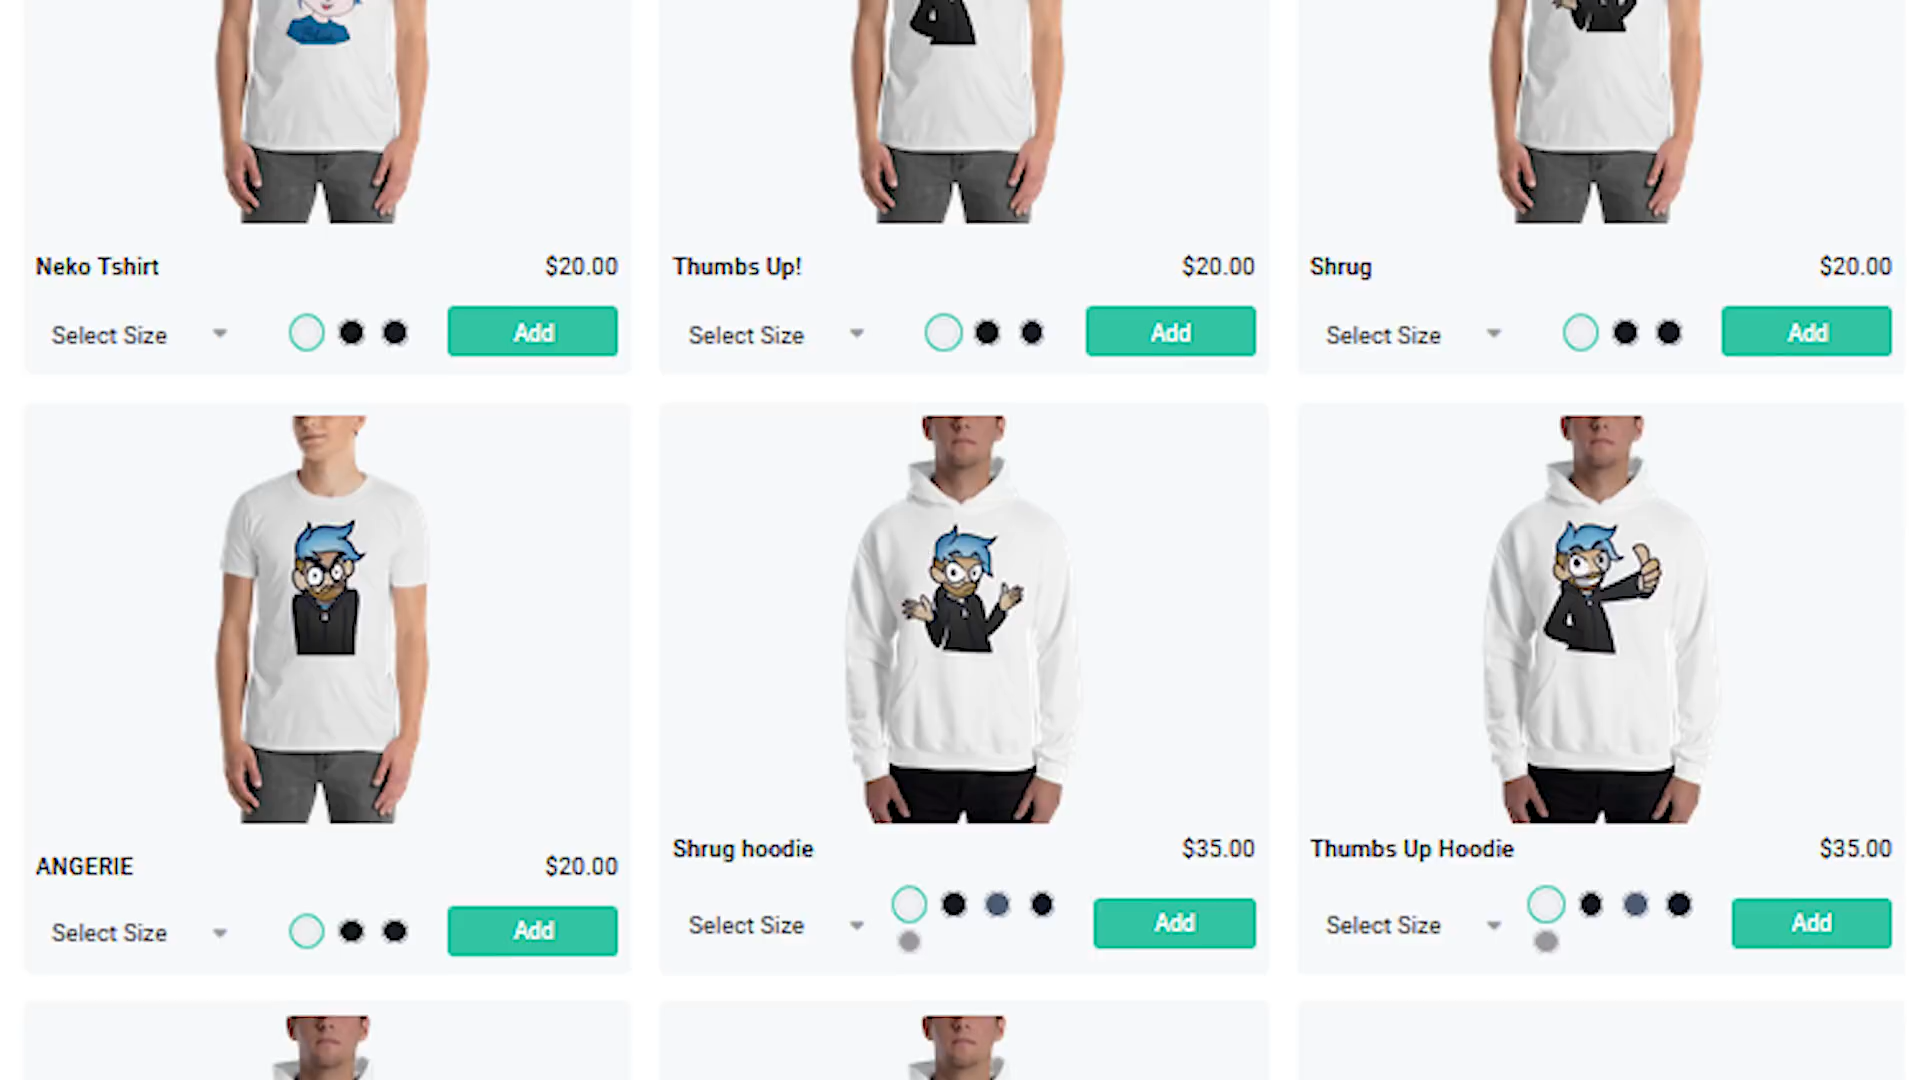 Neko Tshirt $20.00
Thumbs Up! $20.00
Shrug $20.00
Select Size Add
Select Size Add
Select Size Add
ANGERIE $20.00
Shrug hoodie $35.00
Thumbs Up Hoodie $35.00
Select Size Add
Select Size Add
Select Size Add